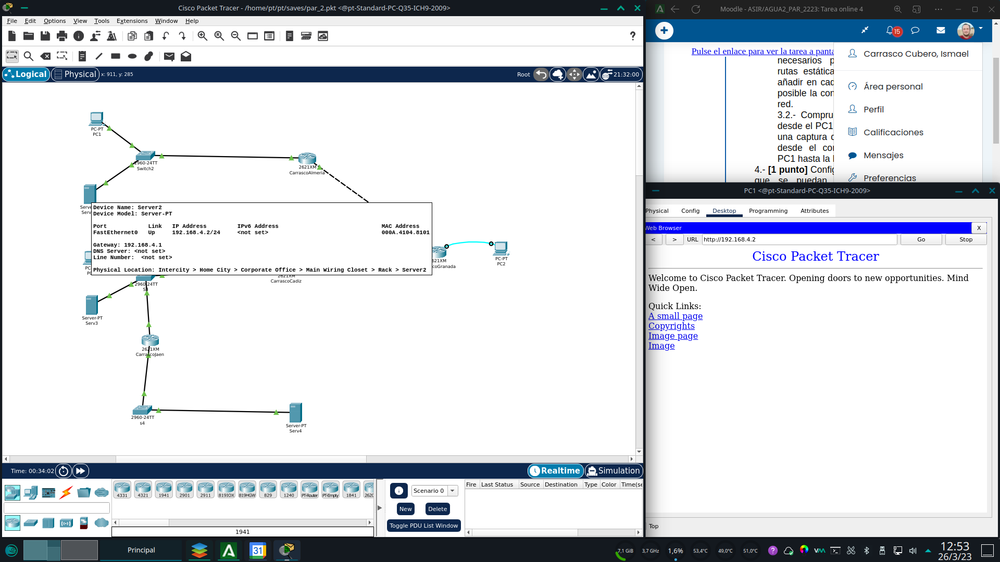 Cisco Packet Tracer - /home/pt/pt/saves/par_2.pkt <@pt-Standard-PC-Q35-ICH9-2009>
File Edit Options View Tools Extensions Window Help
?
Logical Physical x: 911, y: 285
Root 21:32:00
PC-PT
PC1
2960-24TT
Switch2
2621XM
CarrascoAlmeria
Device Name: Server2
Device Model: Server-PT
Port Link IP Address IPv6 Address MAC Address
FastEthernet0 Up 192.168.4.2/24 <not set> 000A.4104.8101
Gateway: 192.168.4.1
DNS Server: <not set>
Line Number: <not set>
Physical Location: Intercity > Home City > Corporate Office > Main Wiring Closet > Rack > Server2
PC-PT
PC2
CarrascoCadiz
2960-24TT
Server-PT
Serv3
2621XM
CarrascoJaen
2960-24TT
s4
Server-PT
Serv4
Time: 00:34:02
Realtime Simulation
4331 4321 1941 2901 2911 819IOX 819HGW 829 1240 PT-Router PT-Empty 1841 2620
1941
Scenario 0
New Delete
Toggle PDU List Window
Fire Last Status Source Destination Type Color Time(se
Moodle - ASIR/AGUA2_PAR_2223: Tarea online 4
15
Pulse el enlace para ver la tarea a panta
necesarios p
rutas estática
añadir en cad
posible la con
red.
3.2.- Compru
desde el PC1
una captura d
desde el con
PC1 hasta la I
4.- [1 punto] Config
que se puedan
Carrasco Cubero, Ismael
Área personal
Perfil
Calificaciones
Mensajes
Preferencias
PC1 <@pt-Standard-PC-Q35-ICH9-2009>
Physical Config Desktop Programming Attributes
Web Browser X
< > URL http://192.168.4.2 Go Stop
Cisco Packet Tracer
Welcome to Cisco Packet Tracer. Opening doors to new opportunities. Mind
Wide Open.
Quick Links:
A small page
Copyrights
Image page
Image
Top
Principal
31
7,1 GiB 3,7 GHz 1,6% 53,4°C 49,0°C 51,0°C
12:53
26/3/23